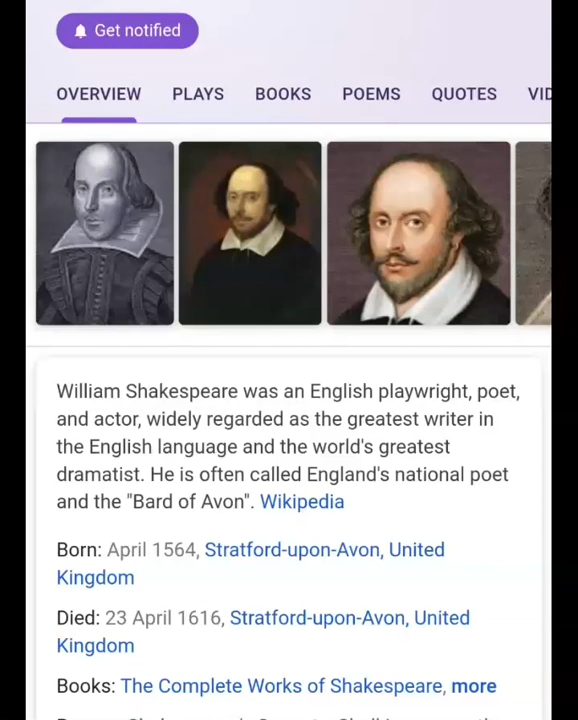 Get notified
OVERVIEW PLAYS BOOKS POEMS QUOTES
William Shakespeare was an English playwright, poet,
and actor, widely regarded as the greatest writer in
the English language and the world's greatest
dramatist. He is often called England's national poet
and the "Bard of Avon". Wikipedia
Born: April 1564, Stratford-upon-Avon, United
Kingdom
Died: 23 April 1616, Stratford-upon-Avon, United
Kingdom
Books: The Complete Works of Shakespeare, more